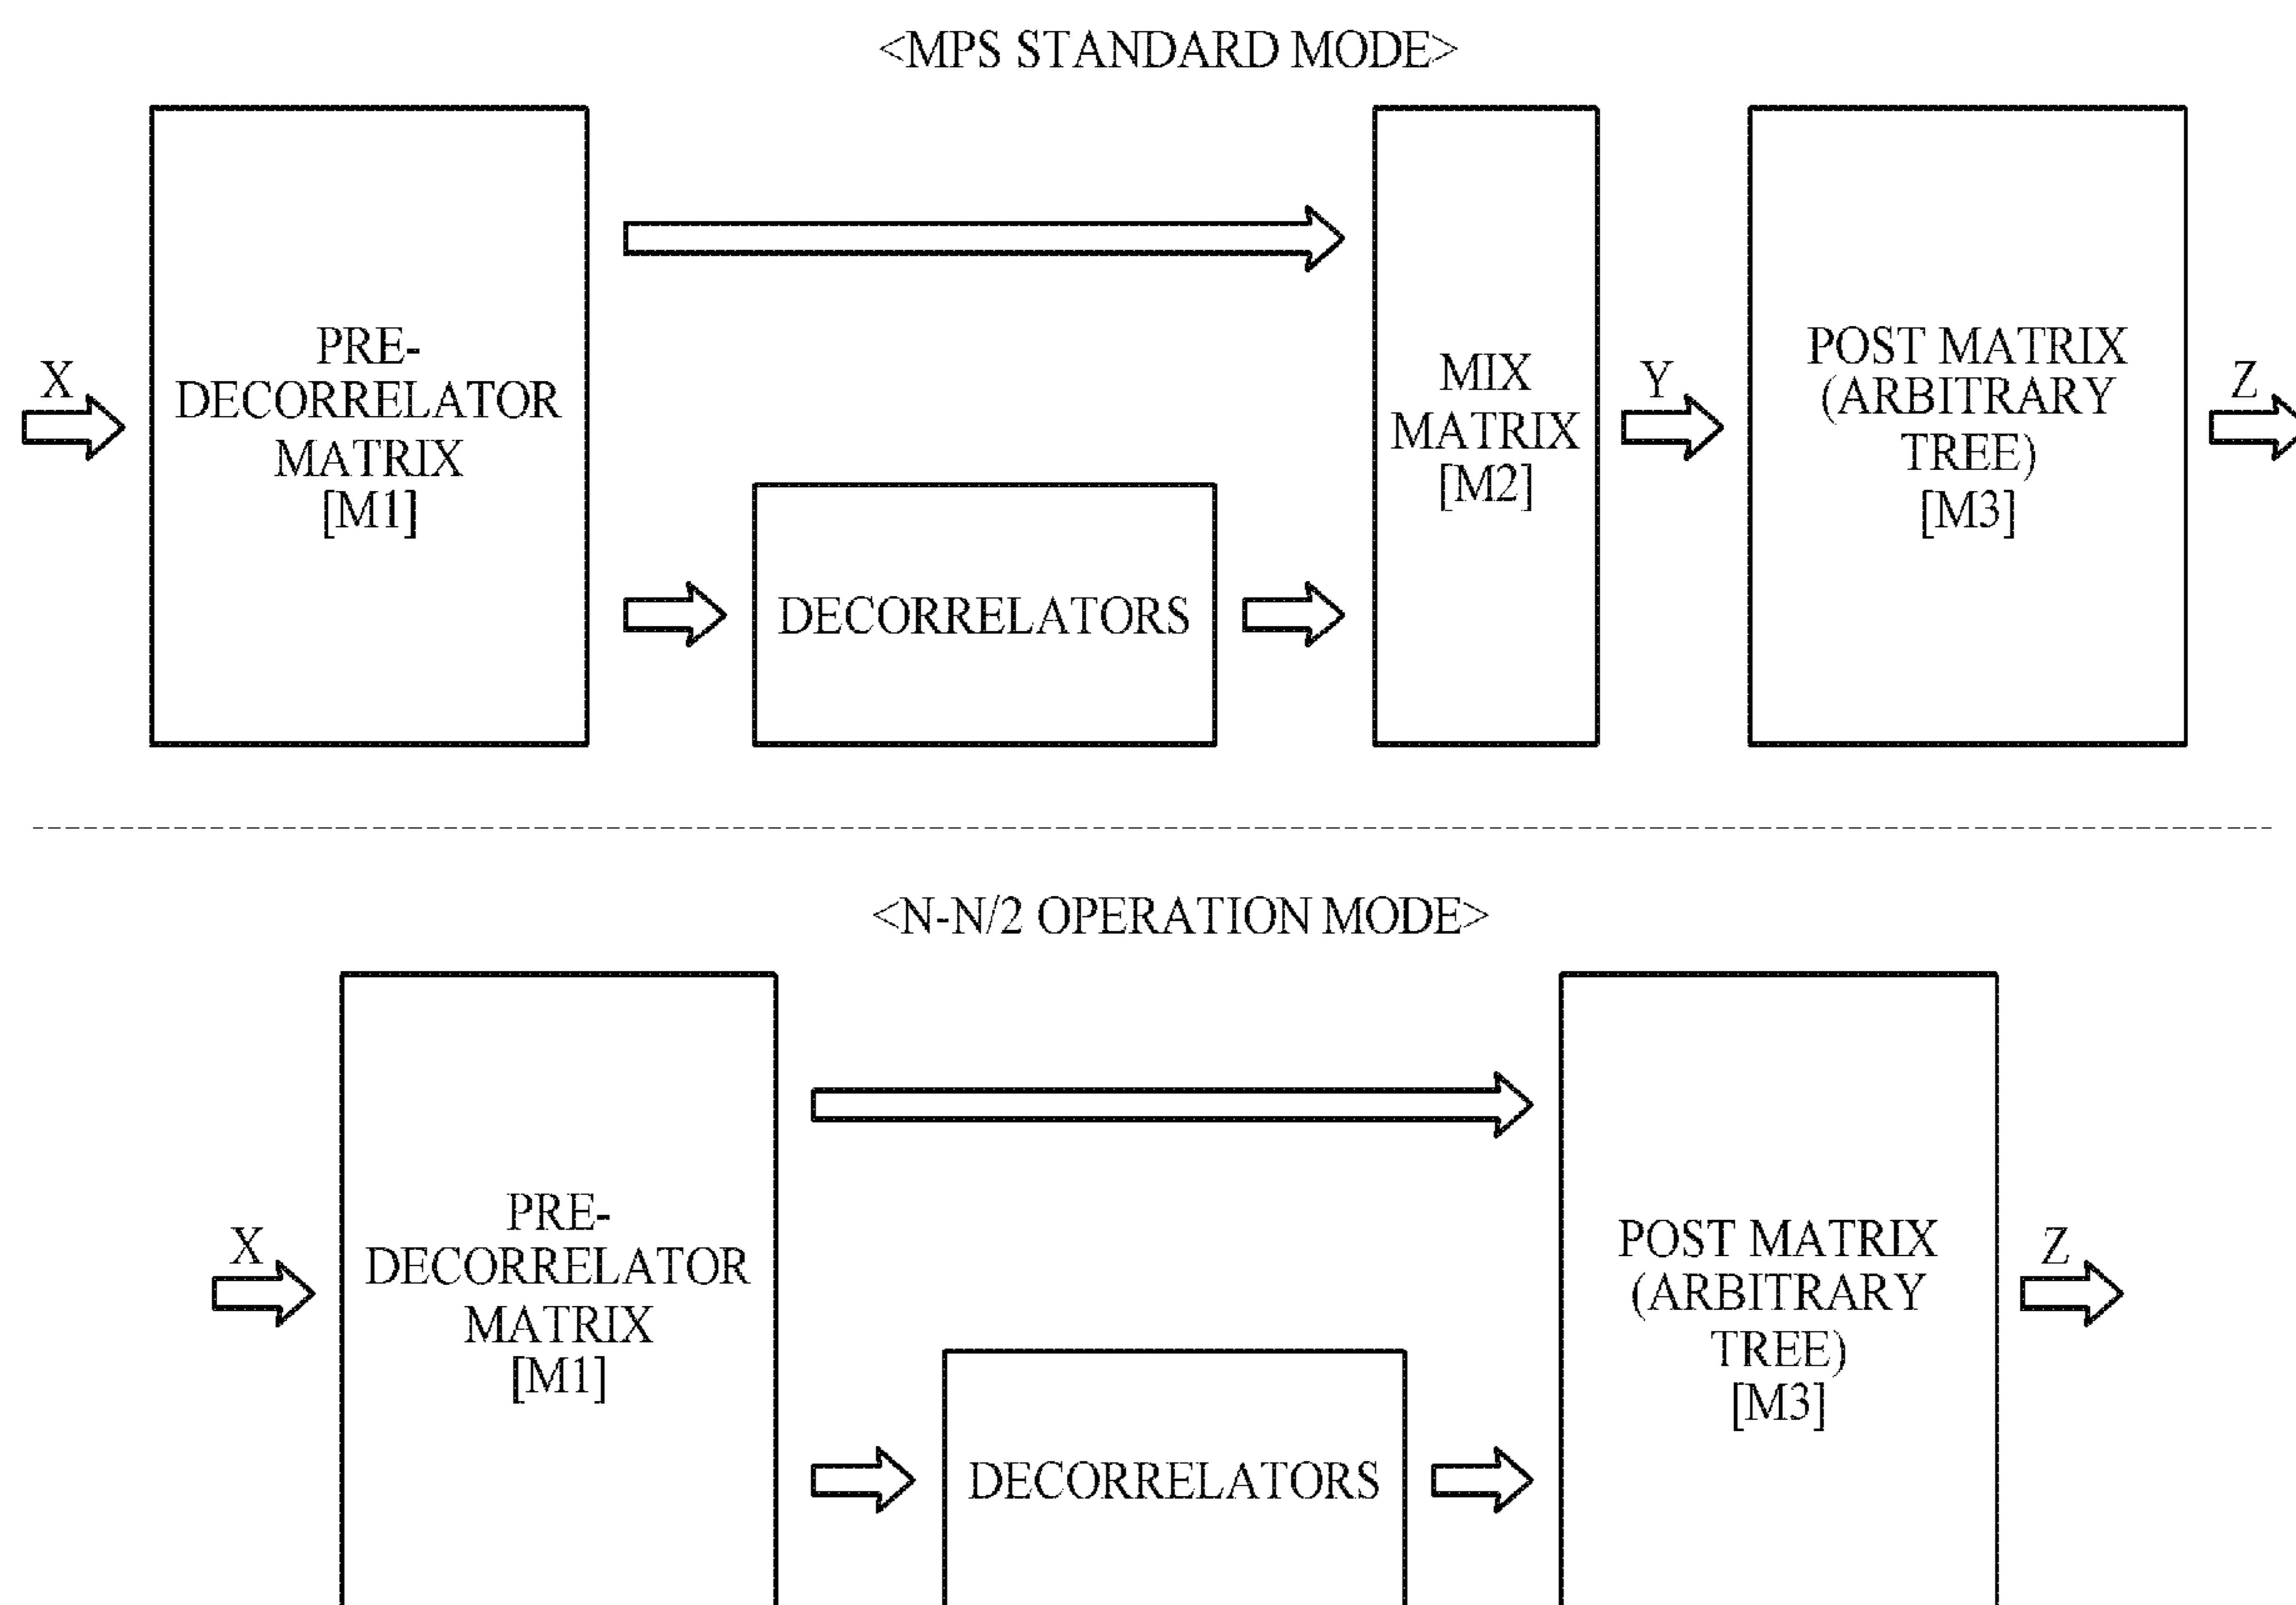 <MPS STANDARD MODE>
X
PRE-
DECORRELATOR
MATRIX
[M1]
DECORRELATORS
MIX
MATRIX
[M2]
Y
POST MATRIX
(ARBITRARY
TREE)
[M3]
Z
<N-N/2 OPERATION MODE>
X
PRE-
DECORRELATOR
MATRIX
[M1]
DECORRELATORS
POST MATRIX
(ARBITRARY
TREE)
[M3]
Z